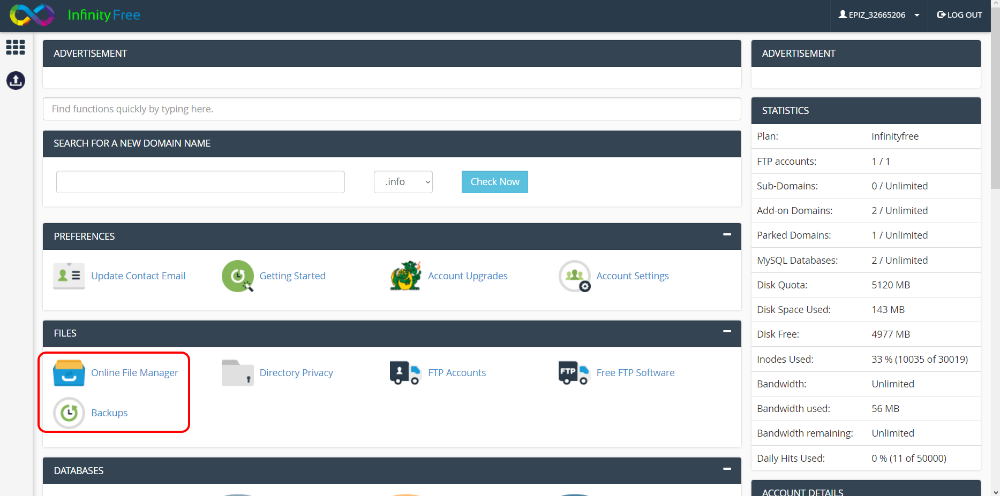 Infinity Free
EPIZ_32665206
LOG OUT
ADVERTISEMENT
Find functions quickly by typing here.
SEARCH FOR A NEW DOMAIN NAME
.info
Check Now
PREFERENCES
Update Contact Email
Getting Started
Account Upgrades
Account Settings
FILES
Online File Manager
Directory Privacy
FTP Accounts
FTP
Free FTP Software
Backups
DATABASES
ADVERTISEMENT
STATISTICS
Plan: infinityfree
FTP accounts: 1 / 1
Sub-Domains: 0 / Unlimited
Add-on Domains: 2 / Unlimited
Parked Domains: 1 / Unlimited
MySQL Databases: 2 / Unlimited
Disk Quota: 5120 MB
Disk Space Used: 143 MB
Disk Free: 4977 MB
Inodes Used: 33 % (10035 of 30019)
Bandwidth: Unlimited
Bandwidth used: 56 MB
Bandwidth remaining: Unlimited
Daily Hits Used: 0 % (11 of 50000)
ACCOUNT DETAILS